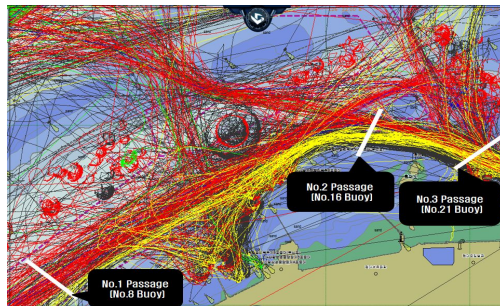 No.2 Passage
(No.16 Buoy)
No.3 Passage
(No.21 Buoy)
No.1 Passage
(No.8 Buoy)